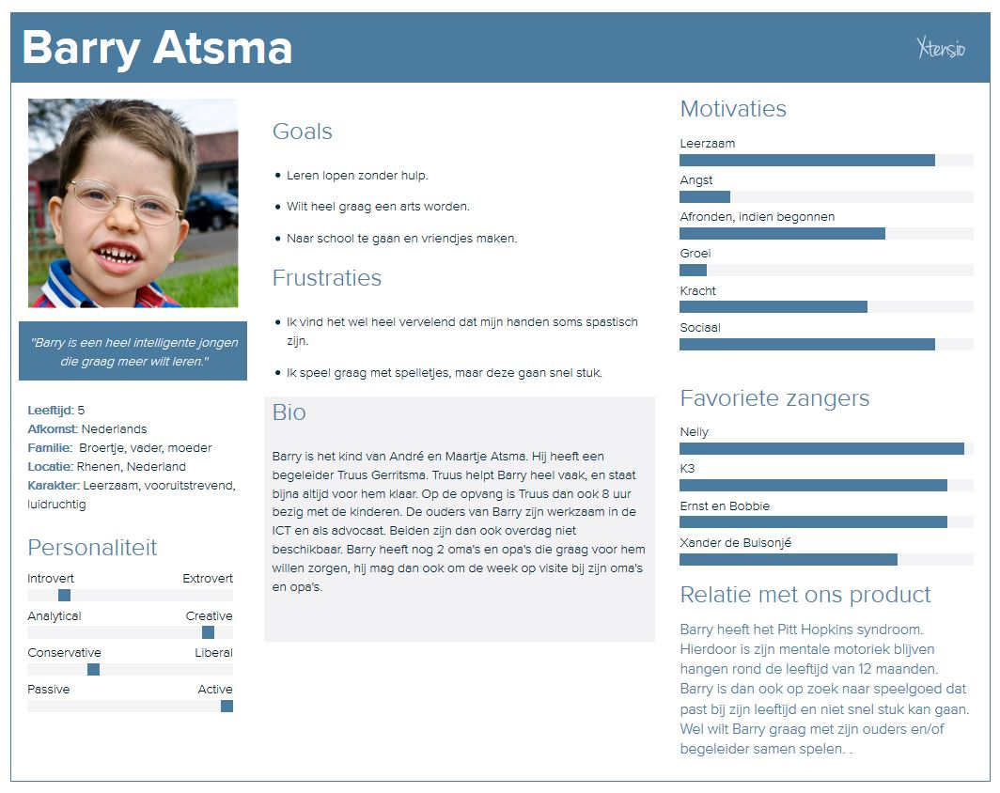 Barry Atsma
Xtensio
"Barry is een heel intelligente jongen
die graag meer wilt leren."
Leeftijd: 5
Afkomst: Nederlands
Familie: Broertje, vader, moeder
Locatie: Rhenen, Nederland
Karakter: Leerzaam, vooruitstrevend,
luidruchtig
Personaliteit
Introvert Extrovert
Analytical Creative
Conservative Liberal
Passive Active
Goals
• Leren lopen zonder hulp.
• Wilt heel graag een arts worden.
• Naar school te gaan en vriendjes maken.
Frustraties
• Ik vind het wel heel vervelend dat mijn handen soms spastisch
zijn.
• Ik speel graag met spelletjes, maar deze gaan snel stuk.
Bio
Barry is het kind van André en Maartje Atsma. Hij heeft een
begeleider Truus Gerritsma. Truus helpt Barry heel vaak, en staat
bijna altijd voor hem klaar. Op de opvang is Truus dan ook 8 uur
bezig met de kinderen. De ouders van Barry zijn werkzaam in de
ICT en als advocaat. Beiden zijn dan ook overdag niet
beschikbaar. Barry heeft nog 2 oma's en opa's die graag voor hem
willen zorgen, hij mag dan ook om de week op visite bij zijn oma's
en opa's.
Motivaties
Leerzaam
Angst
Afronden, indien begonnen
Groei
Kracht
Sociaal
Favoriete zangers
Nelly
K3
Ernst en Bobbie
Xander de Buisonjé
Relatie met ons product
Barry heeft het Pitt Hopkins syndroom.
Hierdoor is zijn mentale motoriek blijven
hangen rond de leeftijd van 12 maanden.
Barry is dan ook op zoek naar speelgoed dat
past bij zijn leeftijd en niet snel stuk kan gaan.
Wel wilt Barry graag met zijn ouders en/of
begeleider samen spelen. .